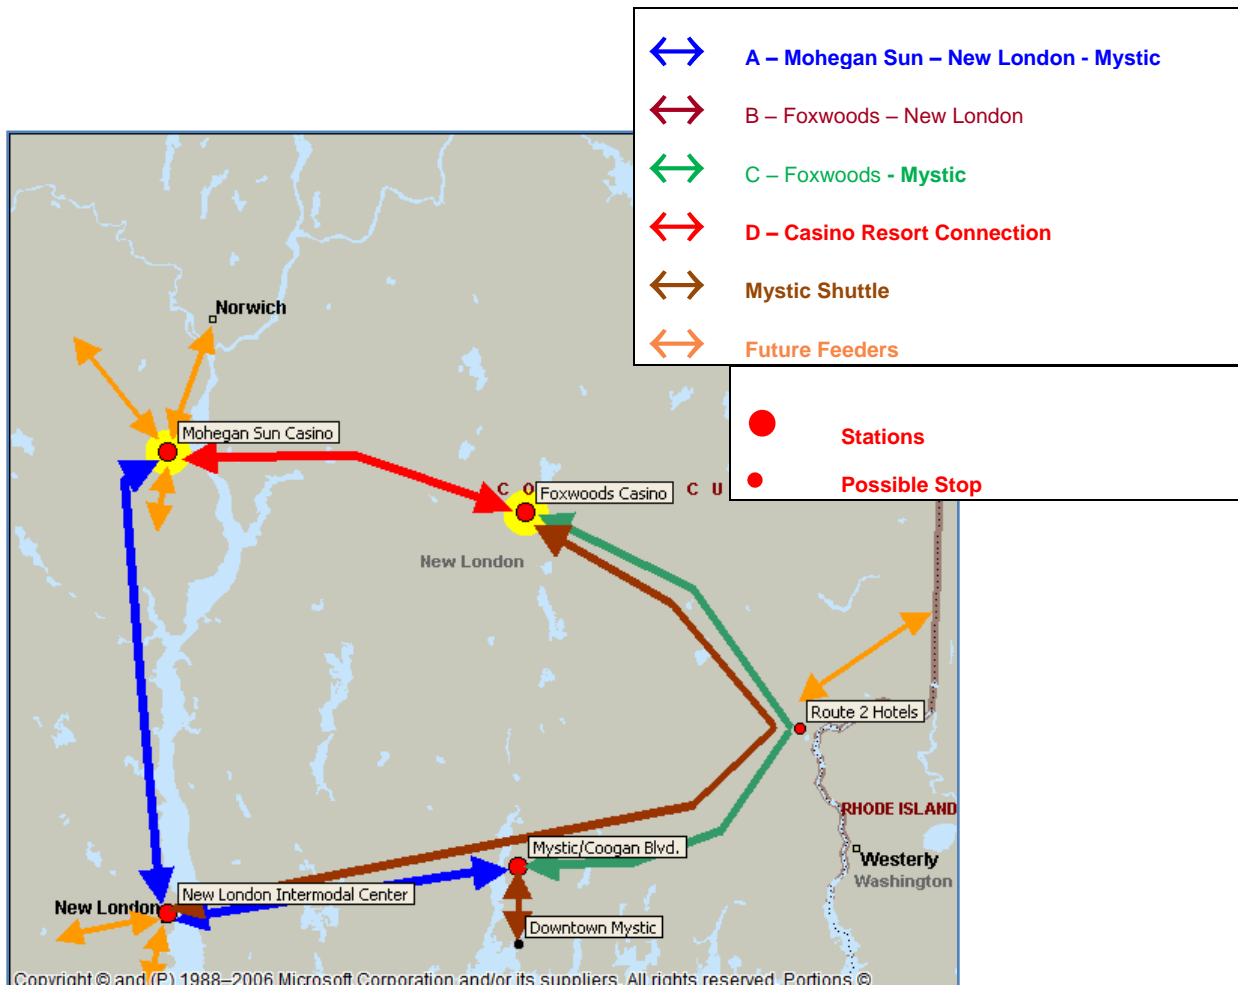 A – Mohegan Sun – New London - Mystic
B – Foxwoods – New London
C – Foxwoods - Mystic
D – Casino Resort Connection
Mystic Shuttle
Future Feeders
Stations
Possible Stop
Norwich
Mohegan Sun Casino
C O
C U
Foxwoods Casino
New London
Route 2 Hotels
RHODE ISLAND
Mystic/Coogan Blvd.
Westerly
Washington
New London Intermodal Center
New London
Downtown Mystic
Copyright © and (P) 1988–2006 Microsoft Corporation and/or its suppliers. All rights reserved. Portions ©